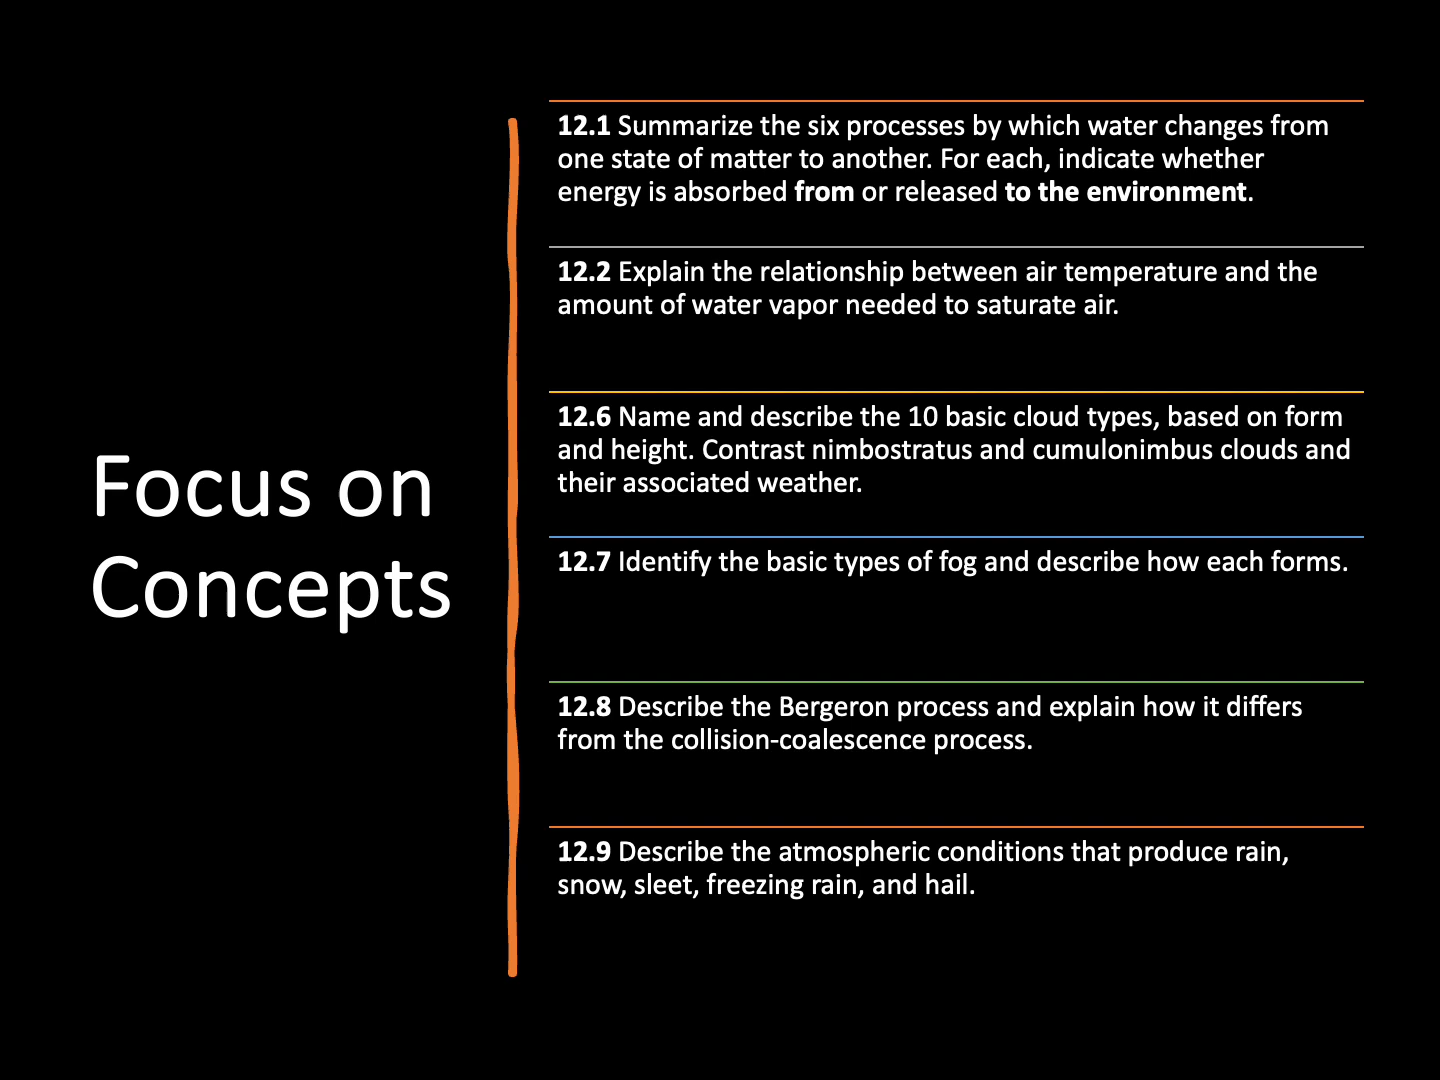 Focus on
Concepts
12.1 Summarize the six processes by which water changes from
one state of matter to another. For each, indicate whether
energy is absorbed from or released to the environment.
12.2 Explain the relationship between air temperature and the
amount of water vapor needed to saturate air.
12.6 Name and describe the 10 basic cloud types, based on form
and height. Contrast nimbostratus and cumulonimbus clouds and
their associated weather.
12.7 Identify the basic types of fog and describe how each forms.
12.8 Describe the Bergeron process and explain how it differs
from the collision-coalescence process.
12.9 Describe the atmospheric conditions that produce rain,
snow, sleet, freezing rain, and hail.